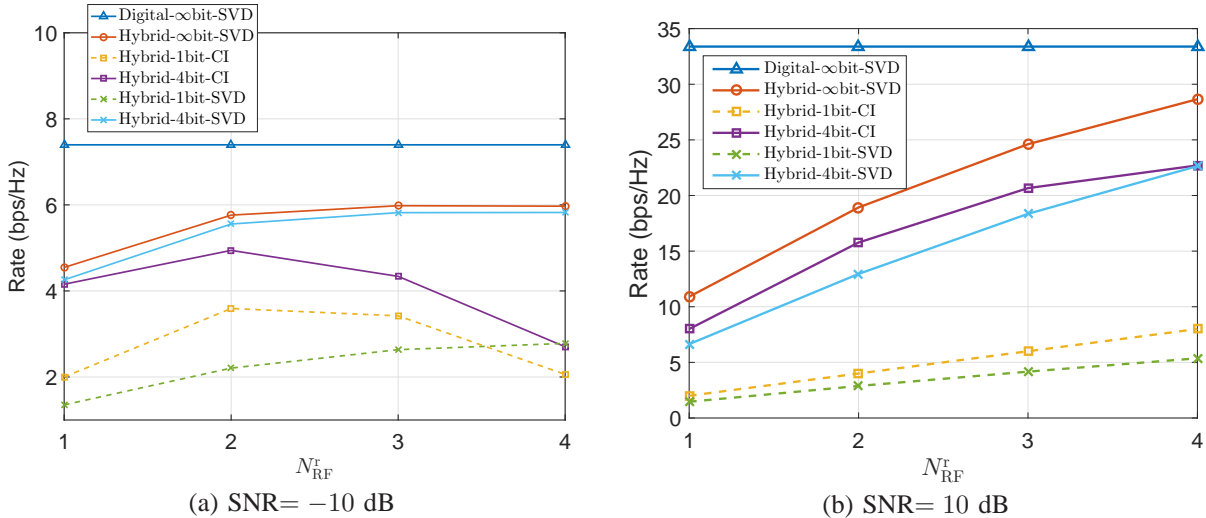 Digital-∞bit-SVD
Hybrid-∞bit-SVD
Hybrid-1bit-CI
Hybrid-4bit-CI
Hybrid-1bit-SVD
Hybrid-4bit-SVD
10
8
6
4
2
Rate (bps/Hz)
1 2 3 4
N^r_RF
(a) SNR= −10 dB
Digital-∞bit-SVD
Hybrid-∞bit-SVD
Hybrid-1bit-CI
Hybrid-4bit-CI
Hybrid-1bit-SVD
Hybrid-4bit-SVD
35
30
25
20
15
10
5
0
Rate (bps/Hz)
1 2 3 4
N^r_RF
(b) SNR= 10 dB